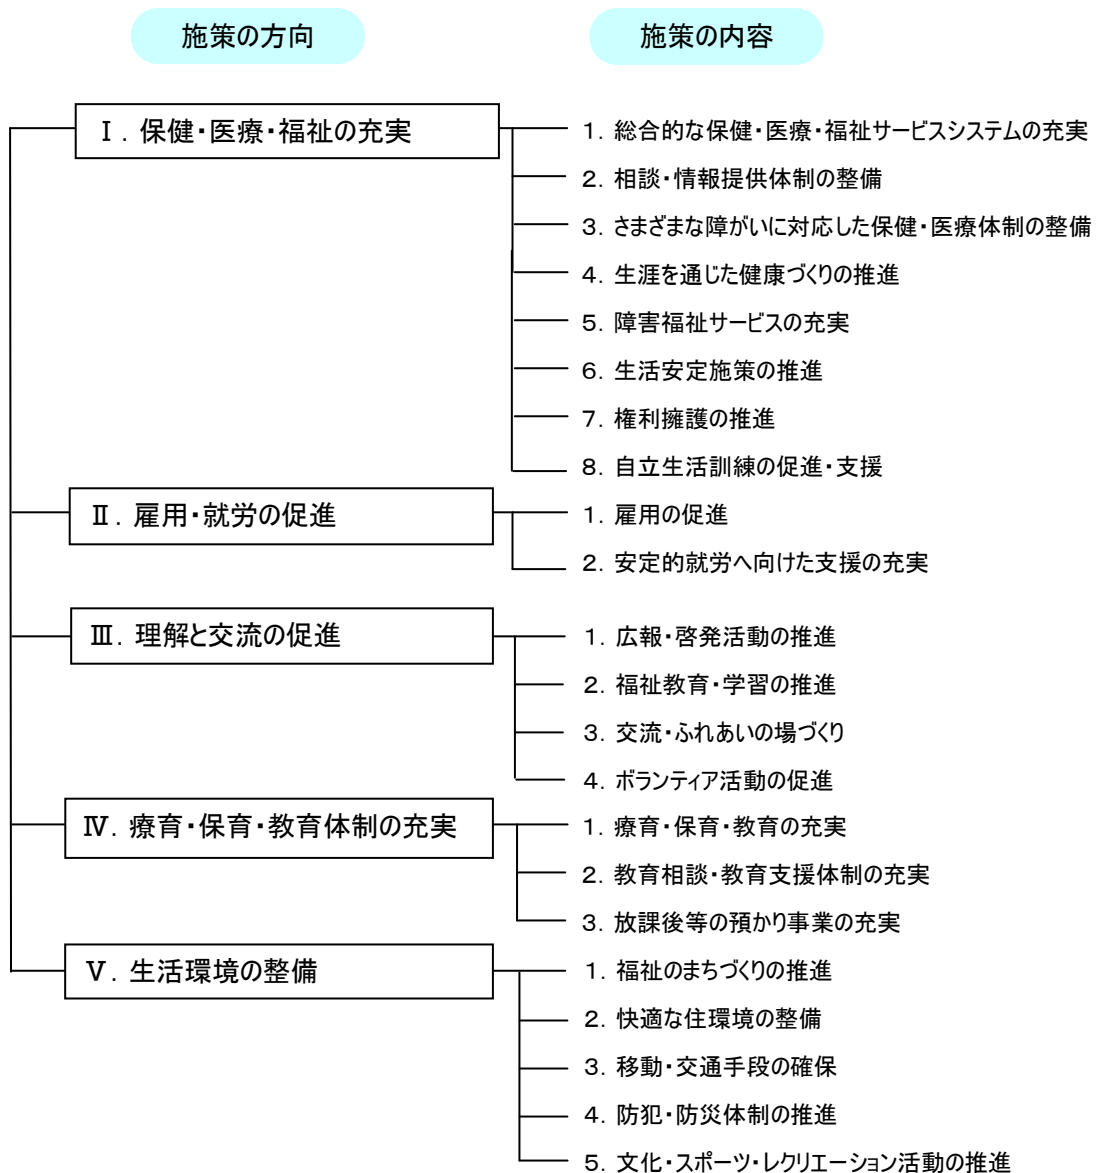 施策の方向
施策の内容
Ⅰ．保健・医療・福祉の充実
１．総合的な保健・医療・福祉サービスシステムの充実
２．相談・情報提供体制の整備
３．さまざまな障がいに対応した保健・医療体制の整備
４．生涯を通じた健康づくりの推進
５．障害福祉サービスの充実
６．生活安定施策の推進
７．権利擁護の推進
８．自立生活訓練の促進・支援
Ⅱ．雇用・就労の促進
１．雇用の促進
２．安定的就労へ向けた支援の充実
Ⅲ．理解と交流の促進
１．広報・啓発活動の推進
２．福祉教育・学習の推進
３．交流・ふれあいの場づくり
４．ボランティア活動の促進
Ⅳ．療育・保育・教育体制の充実
１．療育・保育・教育の充実
２．教育相談・教育支援体制の充実
３．放課後等の預かり事業の充実
Ⅴ．生活環境の整備
１．福祉のまちづくりの推進
２．快適な住環境の整備
３．移動・交通手段の確保
４．防犯・防災体制の推進
５．文化・スポーツ・レクリエーション活動の推進